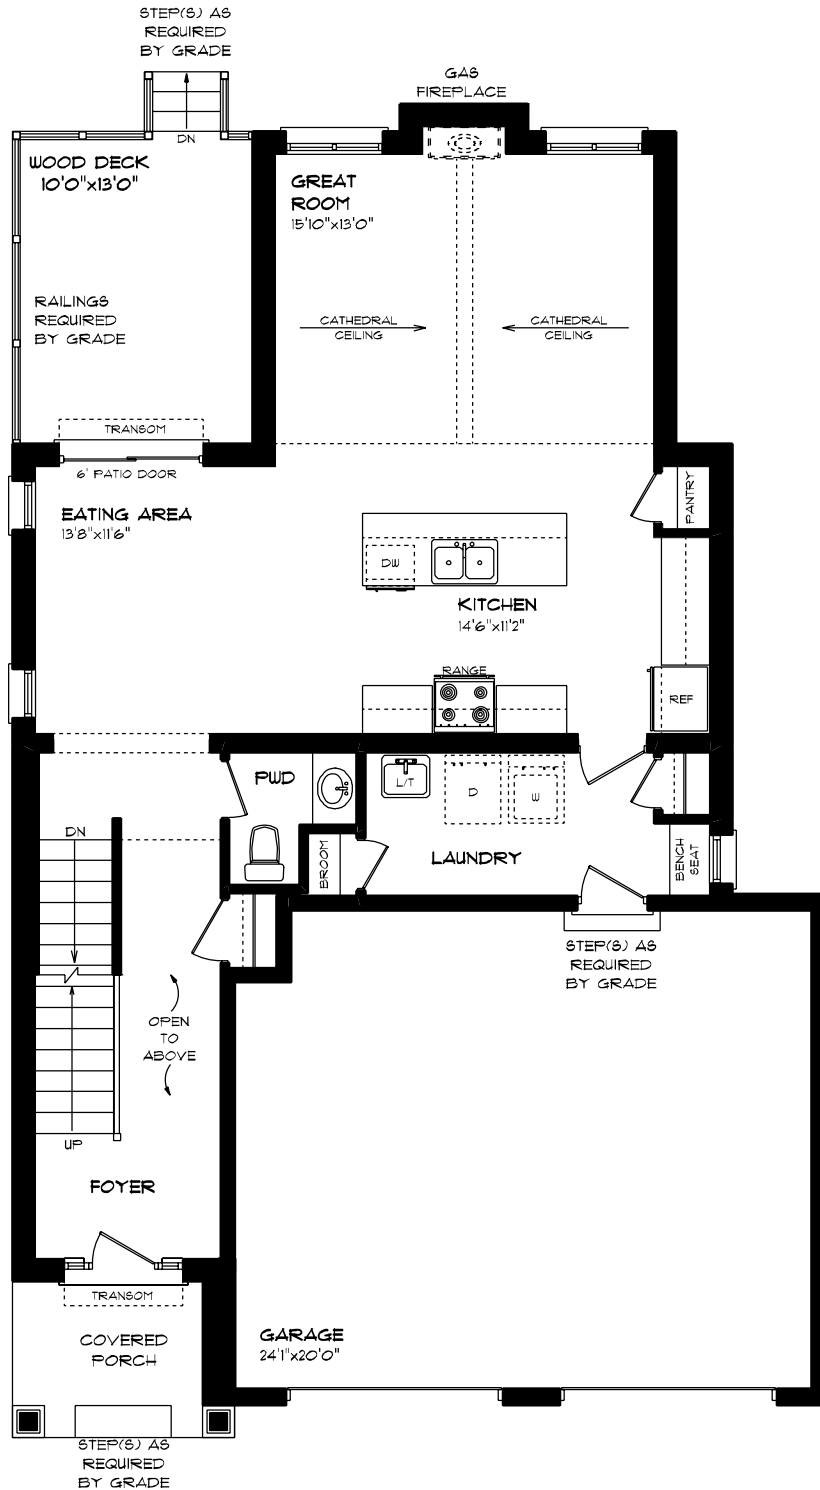 STEP(S) AS
REQUIRED
BY GRADE
DN
GAS
FIREPLACE
WOOD DECK
10'0"x13'0"
GREAT
ROOM
15'10"x13'0"
RAILINGS
REQUIRED
BY GRADE
CATHEDRAL
CEILING
CATHEDRAL
CEILING
TRANSOM
6' PATIO DOOR
EATING AREA
13'8"x11'6"
PANTRY
DW
KITCHEN
14'6"x11'2"
RANGE
REF
PWD
L/T
D
W
DN
BROOM
LAUNDRY
BENCH
SEAT
STEP(S) AS
REQUIRED
BY GRADE
OPEN
TO
ABOVE
UP
FOYER
TRANSOM
COVERED
PORCH
GARAGE
24'1"x20'0"
STEP(S) AS
REQUIRED
BY GRADE